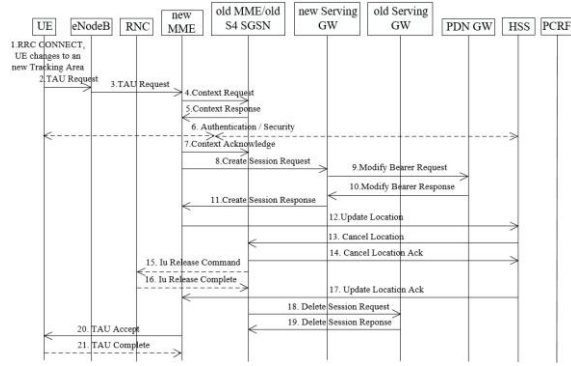 UE
eNodeB
RNC
new
MME
old MME/old
S4 SGSN
new Serving
GW
old Serving
GW
PDN GW
HSS
PCRF
1.RRC CONNECT,
UE changes to an
new Tracking Area
2.TAU Request
3.TAU Request
4.Context Request
5.Context Response
6. Authentication / Security
7.Context Acknowledge
8.Create Session Request
9.Modify Bearer Request
10.Modify Bearer Response
11.Create Session Response
12.Update Location
13. Cancel Location
14. Cancel Location Ack
15. Iu Release Command
16. Iu Release Complete
17. Update Location Ack
18. Delete Session Request
19. Delete Session Reponse
20. TAU Accept
21. TAU Complete